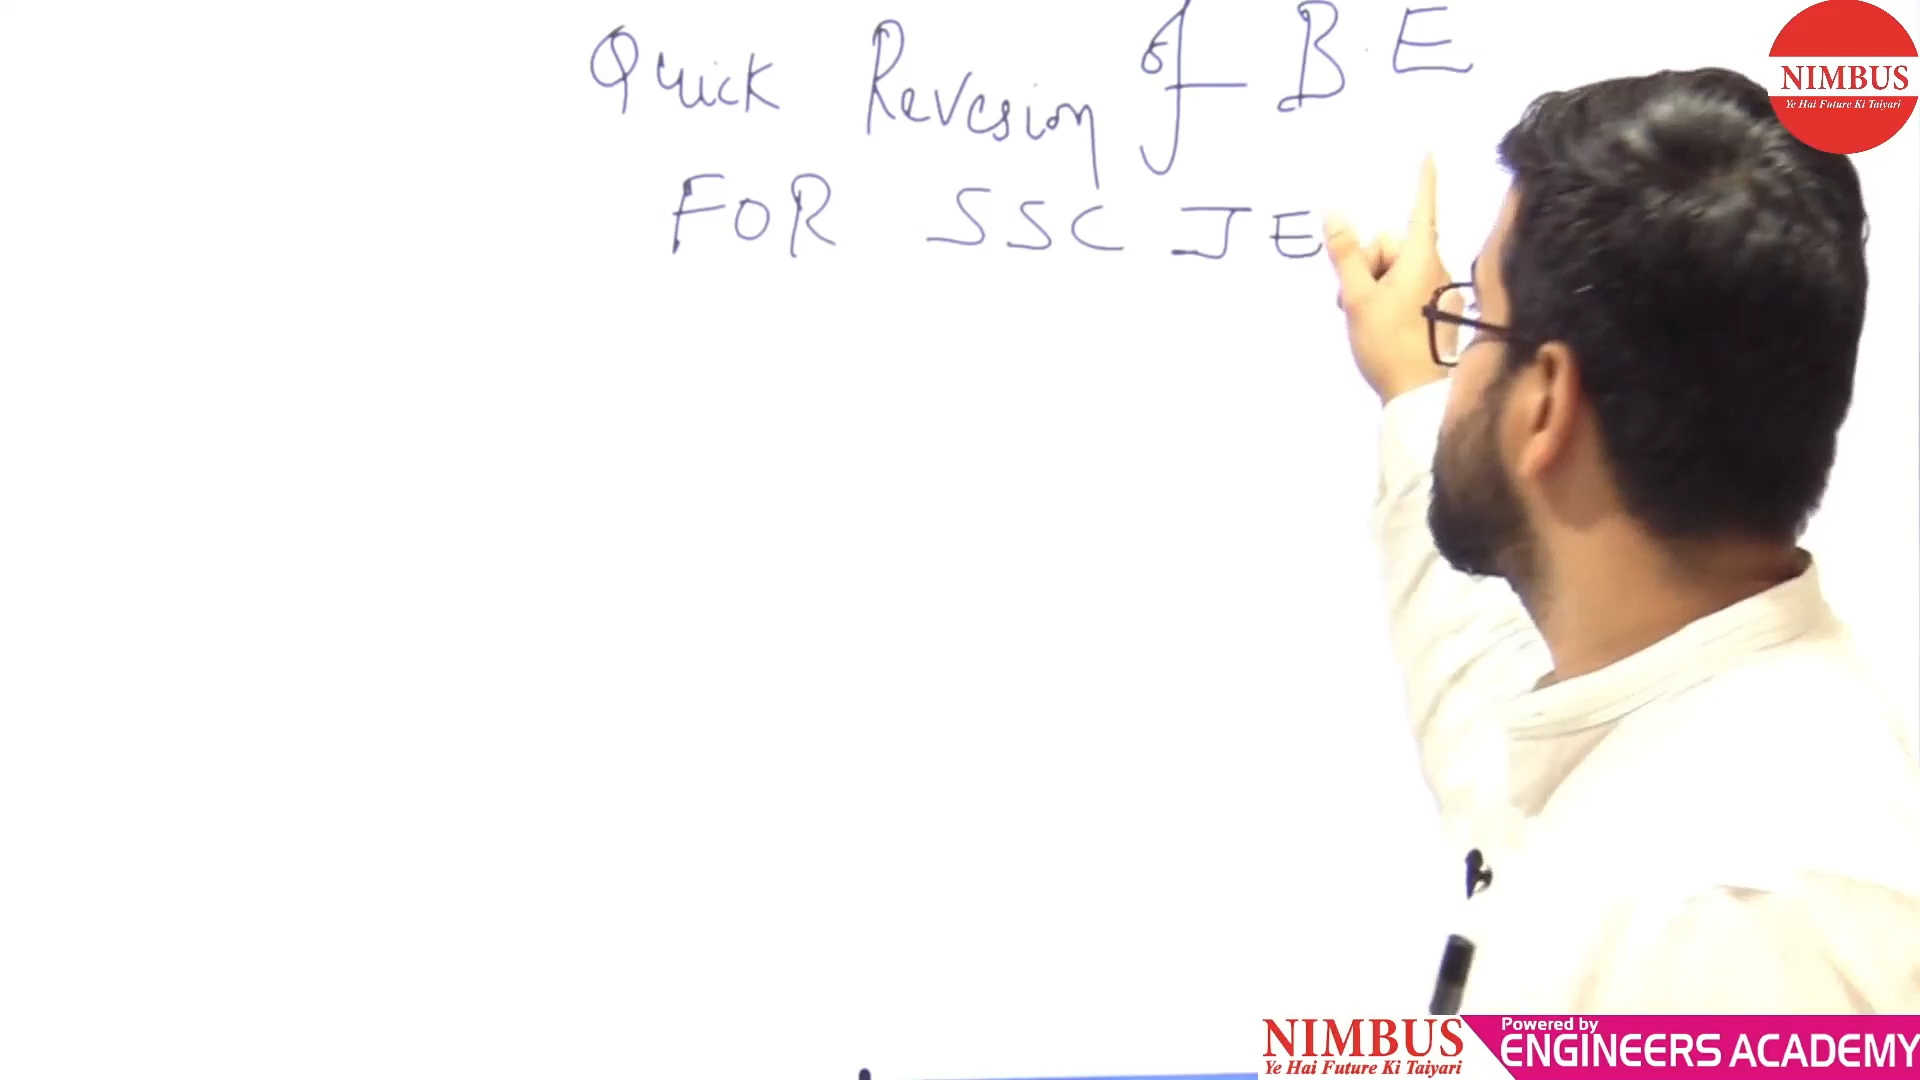 Quick Revesion of B.E
FOR SSC JE
NIMBUS
Ye Hai Future Ki Taiyari
NIMBUS
Ye Hai Future Ki Taiyari
Powered by
ENGINEERS ACADEMY